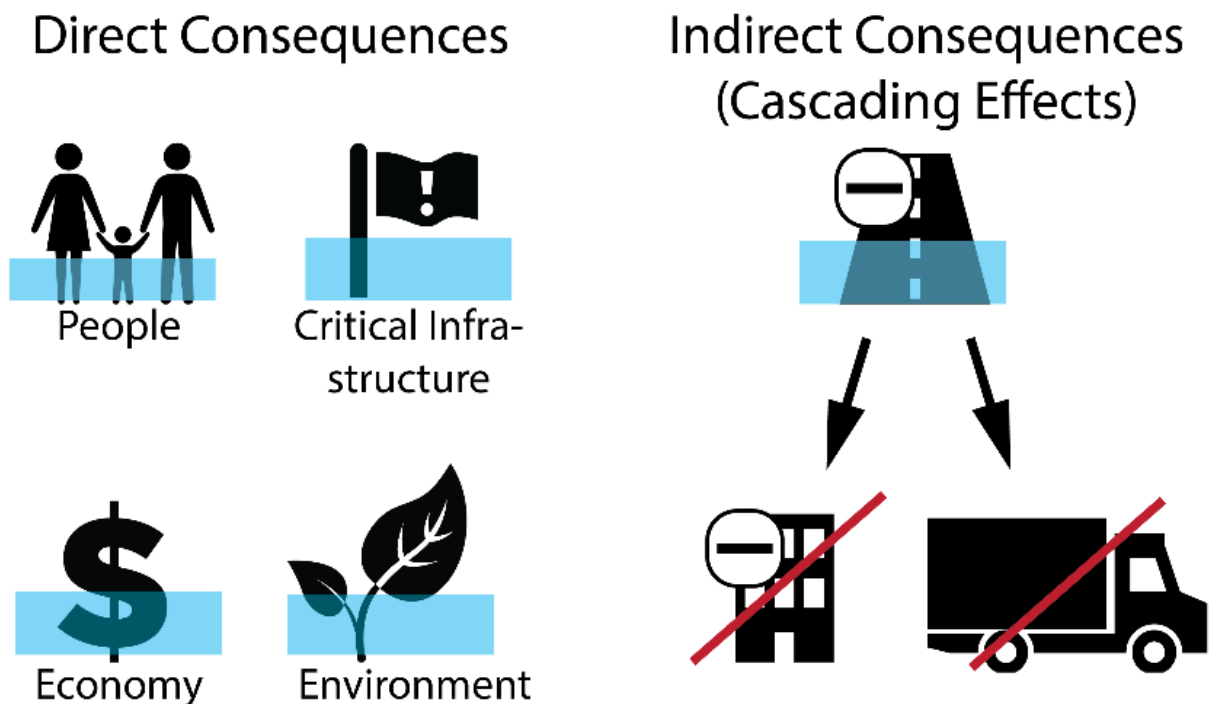 Direct Consequences
People
Critical Infra-
structure
Economy
Environment
Indirect Consequences
(Cascading Effects)